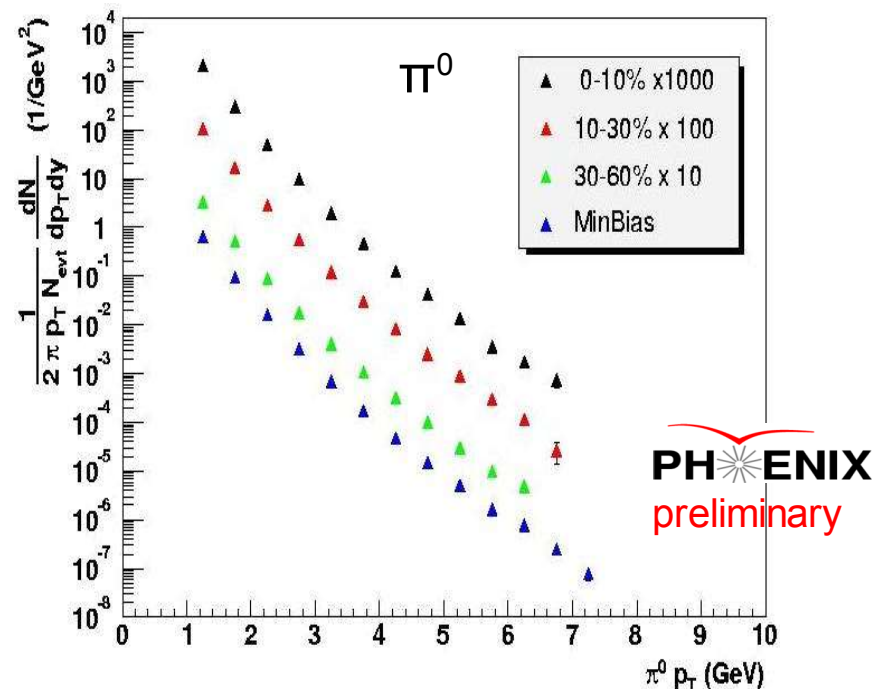 π⁰
0-10% x1000
10-30% x 100
30-60% x 10
MinBias
1/(2 π p_T N_evt) dN/(dp_T dy) (1/GeV²)
10⁴
10³
10²
10
1
10⁻¹
10⁻²
10⁻³
10⁻⁴
10⁻⁵
10⁻⁶
10⁻⁷
10⁻⁸
PHENIX
preliminary
0 1 2 3 4 5 6 7 8 9 10
π⁰ p_T (GeV)